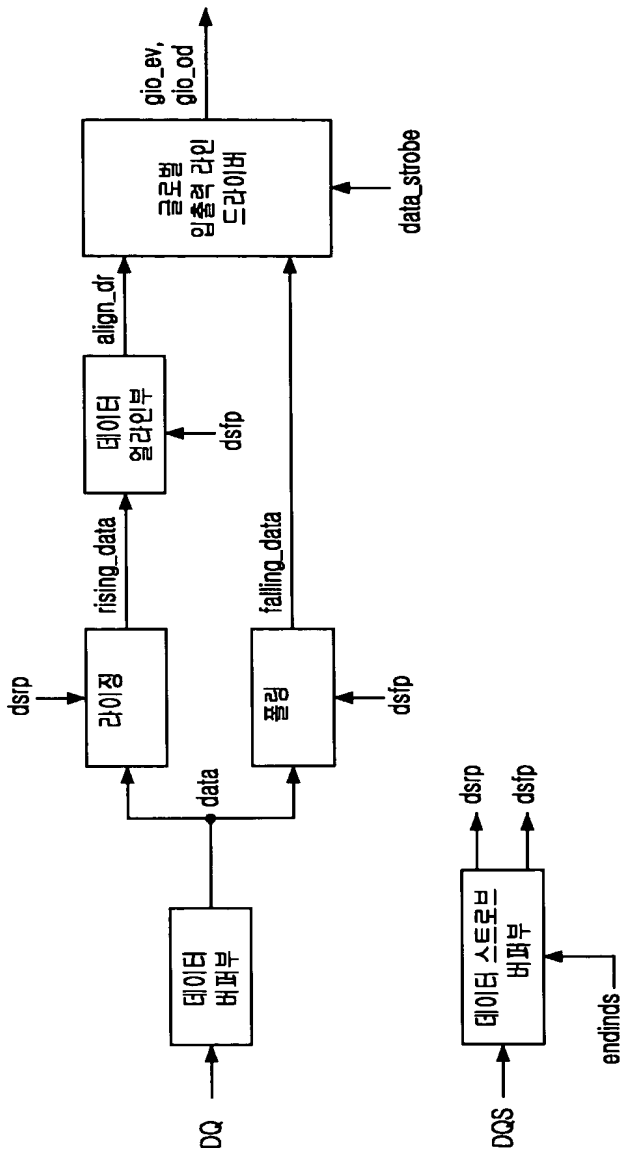 DQ
데이터
버퍼부
data
dsrp
라이징
rising_data
데이터
얼라인부
dsfp
align_dr
폴링
dsfp
falling_data
글로벌
입출력 라인
드라이버
data_strobe
gio_ev,
gio_od
DQS
데이터 스트로브
버퍼부
endinds
dsrp
dsfp